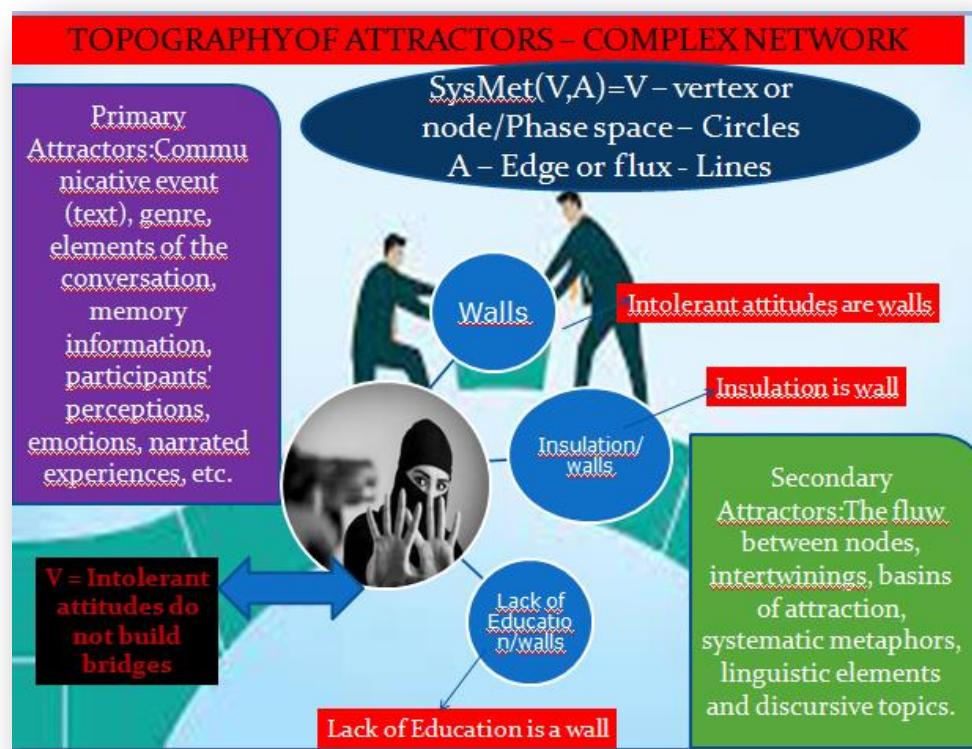 TOPOGRAPHY OF ATTRACTORS – COMPLEX NETWORK
SysMet(V,A)=V – vertex or
node/Phase space – Circles
A – Edge or flux - Lines
Primary
Attractors:Commu
nicative event
(text), genre,
elements of the
conversation,
memory
information,
participants'
perceptions,
emotions, narrated
experiences, etc.
Walls
Intolerant attitudes are walls
Insulation is wall
Insulation/
walls
Secondary
Attractors:The fluw
between nodes,
intertwinings, basins
of attraction,
systematic metaphors,
linguistic elements
and discursive topics.
V = Intolerant
attitudes do
not build
bridges
Lack of
Educatio
n/walls
Lack of Education is a wall